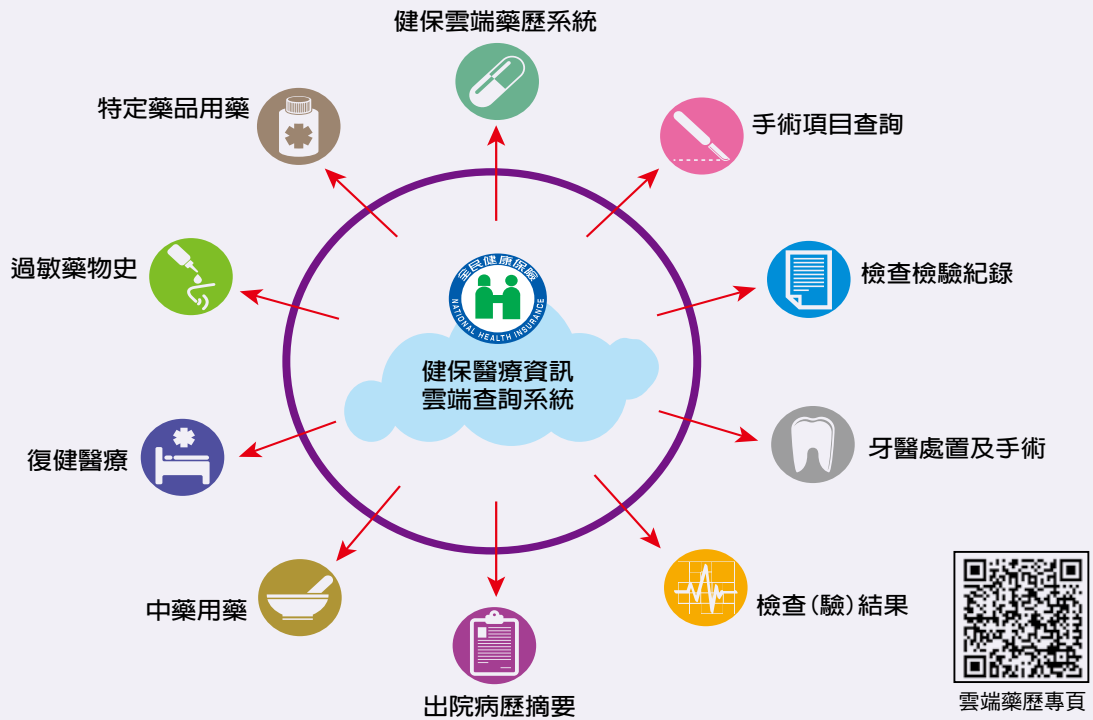 健保雲端藥歷系統
特定藥品用藥
手術項目查詢
過敏藥物史
檢查檢驗紀錄
全民健康保險
NATIONAL HEALTH INSURANCE
健保醫療資訊
雲端查詢系統
復健醫療
牙醫處置及手術
中藥用藥
檢查(驗)結果
出院病歷摘要
雲端藥歷專頁